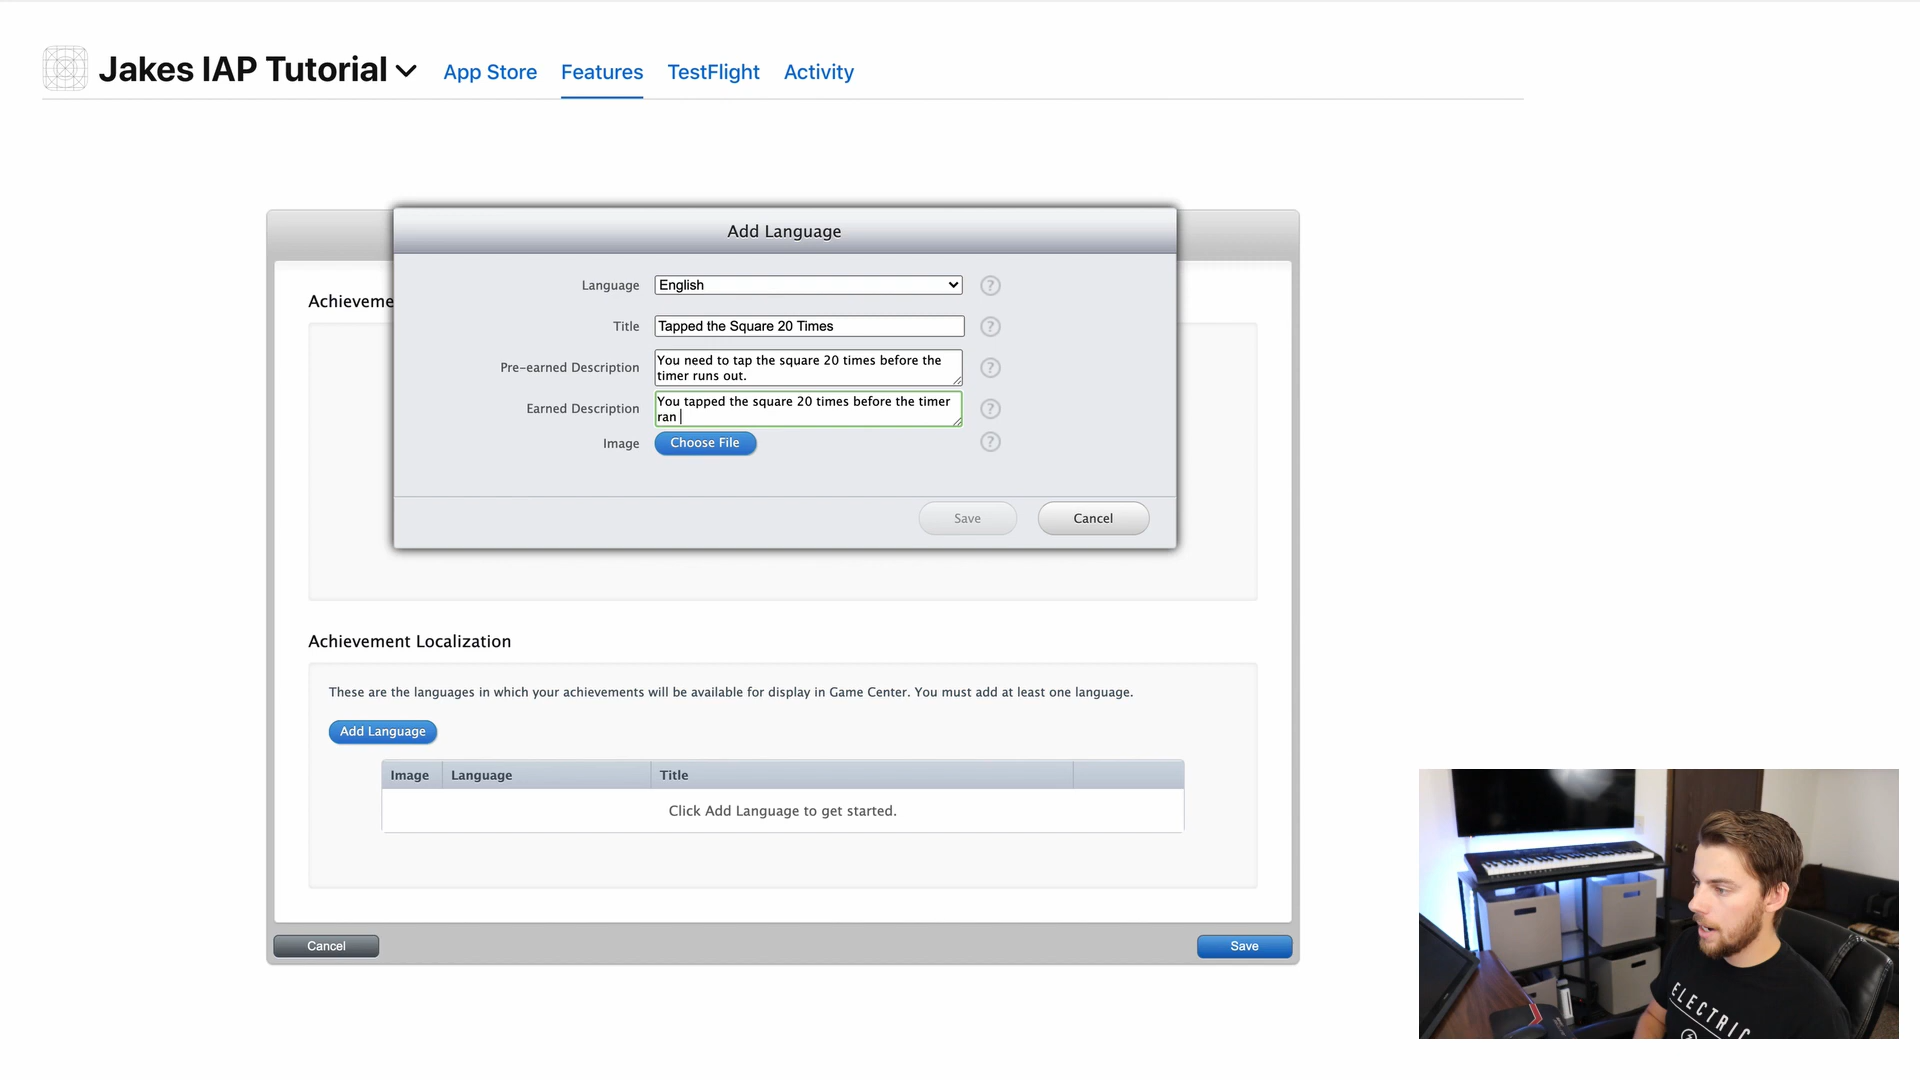 Jakes IAP Tutorial
App Store
Features
TestFlight
Activity
Add Language
Language
English
?
Title
Tapped the Square 20 Times
?
Pre-earned Description
You need to tap the square 20 times before the
timer runs out.
?
Earned Description
You tapped the square 20 times before the timer
ran
?
Image
Choose File
?
Save
Cancel
Achieveme
Achievement Localization
These are the languages in which your achievements will be available for display in Game Center. You must add at least one language.
Add Language
Image
Language
Title
Click Add Language to get started.
Cancel
Save
ELECTRIC